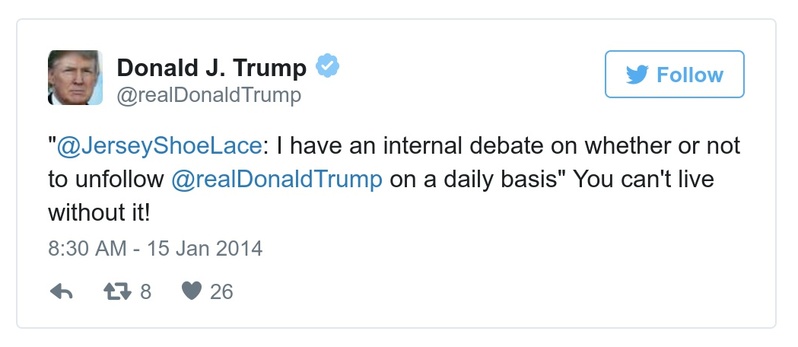 Donald J. Trump
Follow
@realDonaldTrump
"@JerseyShoeLace: I have an internal debate on whether or not
to unfollow @realDonaldTrump on a daily basis" You can't live
without it!
8:30 AM - 15 Jan 2014
8 26